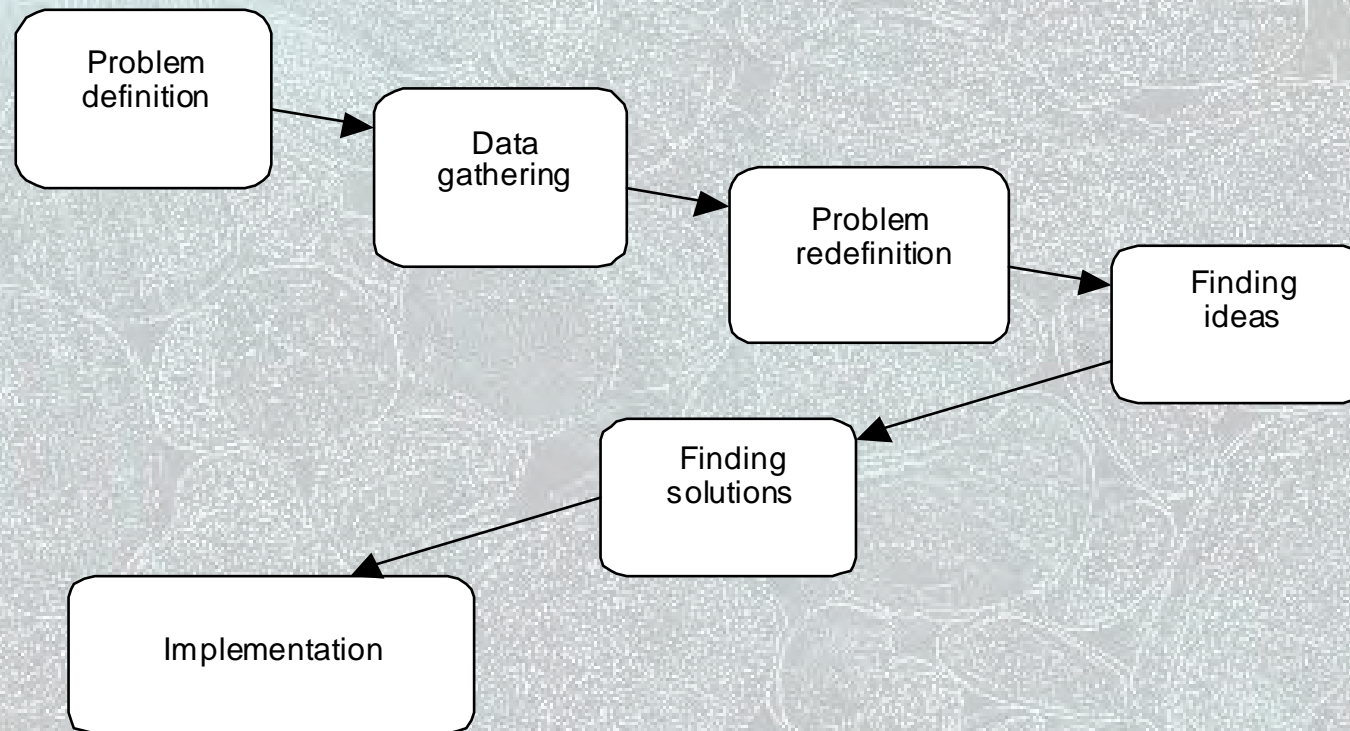 Problem
definition
Data
gathering
Problem
redefinition
Finding
ideas
Finding
solutions
Implementation